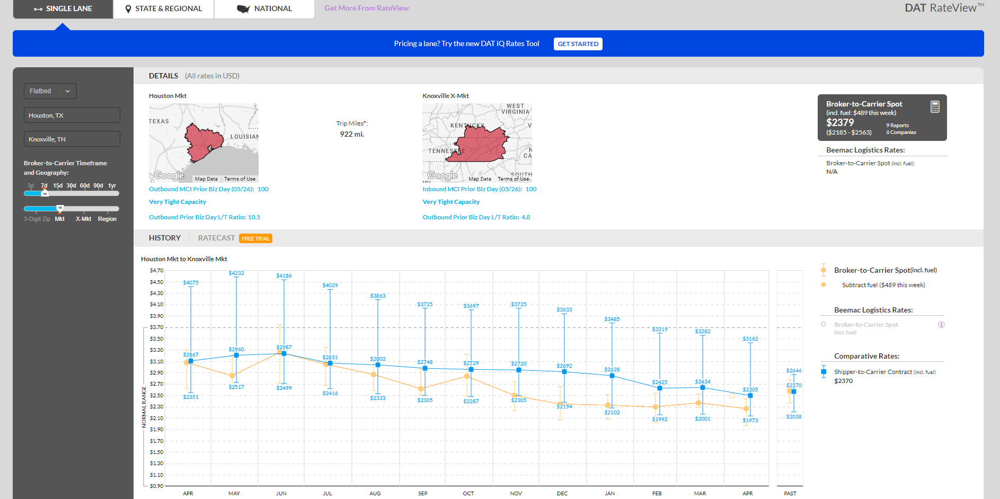 SINGLE LANE
STATE & REGIONAL
NATIONAL
Get More From RateView
DAT RateView™
Pricing a lane? Try the new DAT iQ Rates Tool
GET STARTED
Flatbed
Houston, TX
Knoxville, TN
Broker-to-Carrier Timeframe
and Geography:
3d 7d 15d 30d 60d 90d 1yr
3-Digit Zip Mkt X-Mkt Region
DETAILS (All rates in USD)
Houston Mkt
TEXAS
LOUISIAN
Google
Map Data Terms of Use
Outbound MCI Prior Biz Day (05/26): 100
Very Tight Capacity
Outbound Prior Biz Day L/T Ratio: 10.5
Trip Miles*:
922 mi.
Knoxville X-Mkt
WEST
VIRGINIA
KENTUCKY
V
TENNESSEE
N
CA
SOUTH
Google
Map Data Terms of Use
Inbound MCI Prior Biz Day (05/26): 100
Very Tight Capacity
Outbound Prior Biz Day L/T Ratio: 4.8
Broker-to-Carrier Spot
(incl. fuel: $489 this week)
$2379
9 Reports
($2185 - $2563)
6 Companies
Beemac Logistics Rates:
Broker-to-Carrier Spot (incl. fuel):
N/A
HISTORY
RATECAST
FREE TRIAL
Houston Mkt to Knoxville Mkt
$4.70
$4.50
$4.30
$4.10
$3.90
$3.70
$3.50
$3.30
$3.10
$2.90
$2.70
$2.50
$2.30
$2.10
$1.90
$1.70
$1.50
$1.30
$1.10
$0.90
NORMAL RANGE
$4075 $4232 $4186 $4029 $3863 $3725 $3697 $3725 $3633 $3485 $3319 $3282 $3162 $2646
$2867 $2960 $2987 $2831 $2803 $2748 $2729 $2720 $2692 $2628 $2425 $2434 $2305 $2370
$2351 $2517 $2499 $2416 $2333 $2305 $2287 $2305 $2194 $2102 $1992 $2001 $1973 $2038
APR MAY JUN JUL AUG SEP OCT NOV DEC JAN FEB MAR APR PAST
Broker-to-Carrier Spot(incl. fuel)
Subtract fuel ($489 this week)
Beemac Logistics Rates:
Broker-to-Carrier Spot
(incl. fuel)
Comparative Rates:
Shipper-to-Carrier Contract (incl. fuel)
$2370